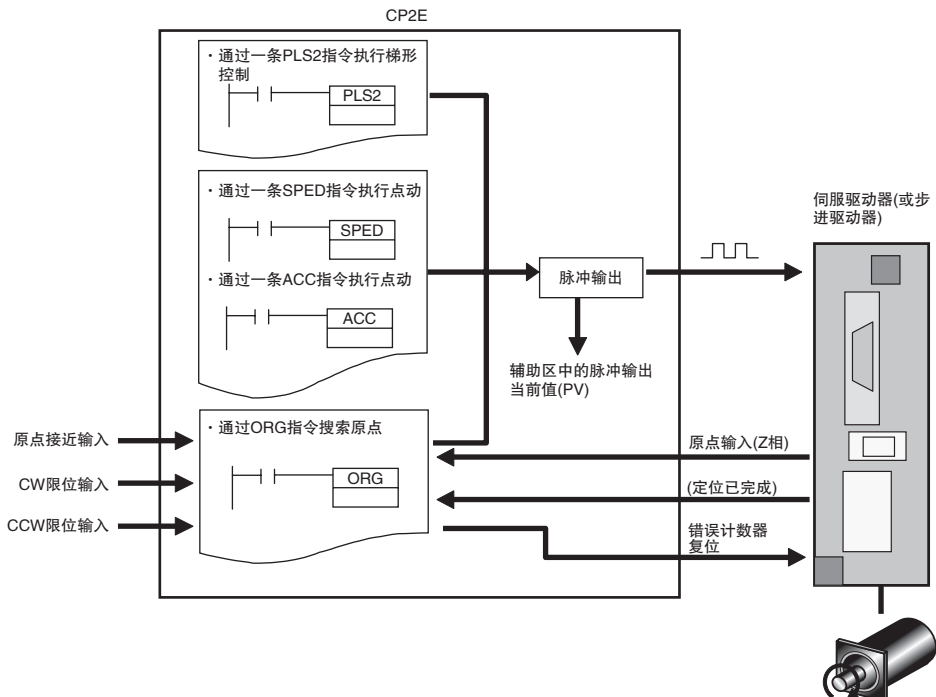 CP2E
・通过一条PLS2指令执行梯形
控制
PLS2
・通过一条SPED指令执行点动
SPED
・通过一条ACC指令执行点动
ACC
脉冲输出
辅助区中的脉冲输出
当前值(PV)
伺服驱动器(或步
进驱动器)
原点接近输入
CW限位输入
CCW限位输入
・通过ORG指令搜索原点
ORG
原点输入(Z相)
(定位已完成)
错误计数器
复位